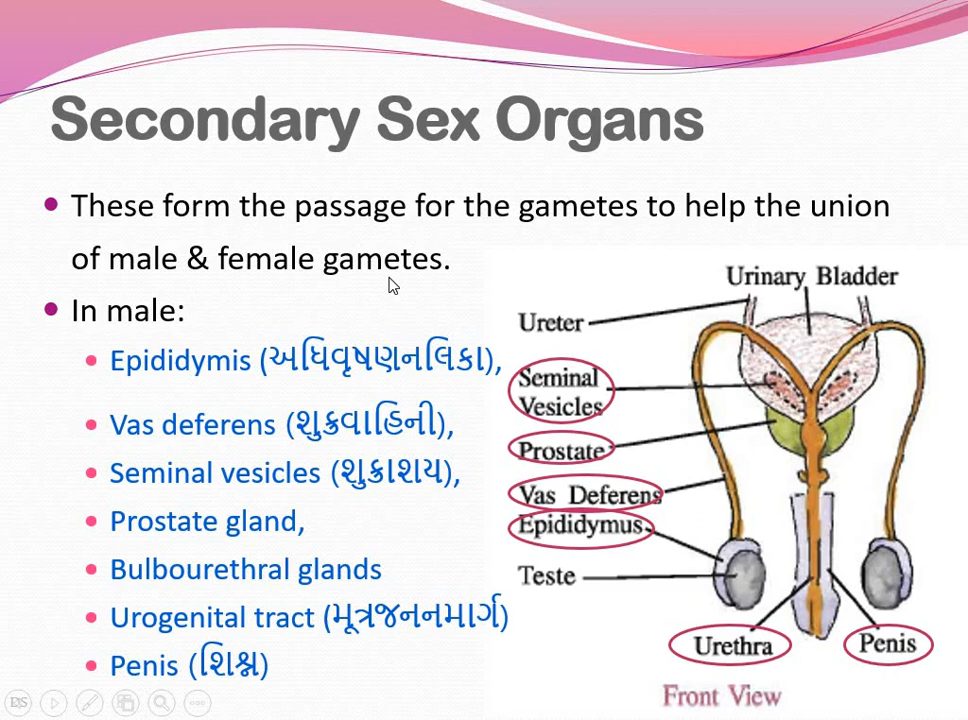 Secondary Sex Organs
• These form the passage for the gametes to help the union
of male & female gametes.
• In male:
• Epididymis (અધિવૃષણનલિકા),
• Vas deferens (શુક્રવાહિની),
• Seminal vesicles (શુક્રાશય),
• Prostate gland,
• Bulbourethral glands
• Urogenital tract (મૂત્રજનનમાર્ગ)
• Penis (શિશ્ન)
Urinary Bladder
Ureter
Seminal
Vesicles
Prostate
Vas Deferens
Epididymus
Teste
Urethra
Penis
Front View